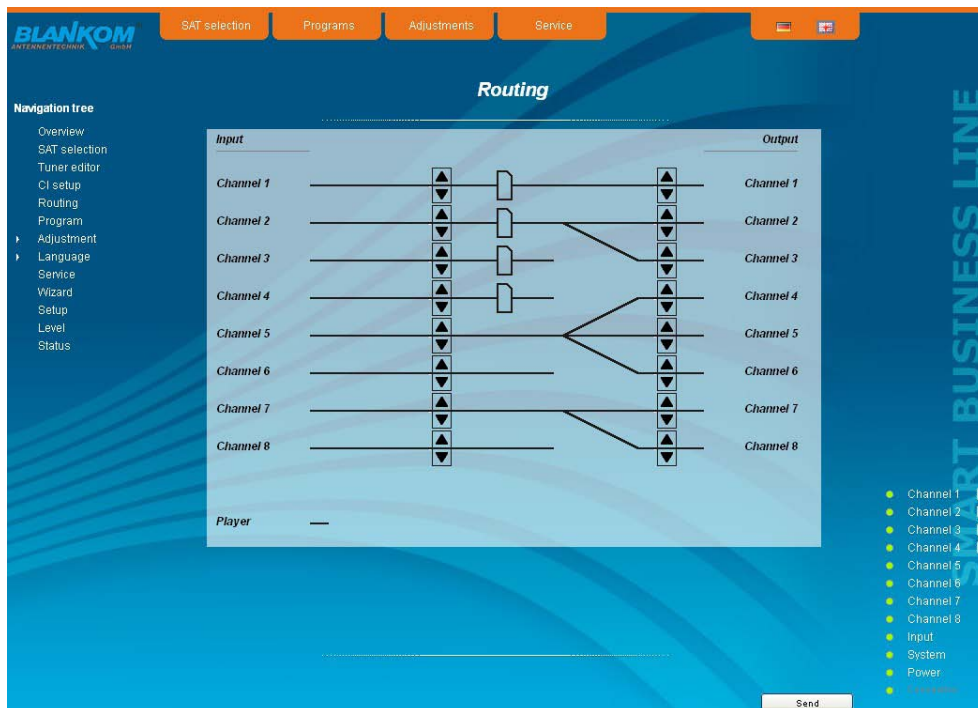 BLANKOM
ANTENNENTECHNIK GmbH
SAT selection
Programs
Adjustments
Service
Routing
Navigation tree
Overview
SAT selection
Tuner editor
CI setup
Routing
Program
Adjustment
Language
Service
Wizard
Setup
Level
Status
Input Output
Channel 1 Channel 1
Channel 2 Channel 2
Channel 3 Channel 3
Channel 4 Channel 4
Channel 5 Channel 5
Channel 6 Channel 6
Channel 7 Channel 7
Channel 8 Channel 8
Player
SMART BUSINESS LINE
Channel 1
Channel 2
Channel 3
Channel 4
Channel 5
Channel 6
Channel 7
Channel 8
Input
System
Power
Send